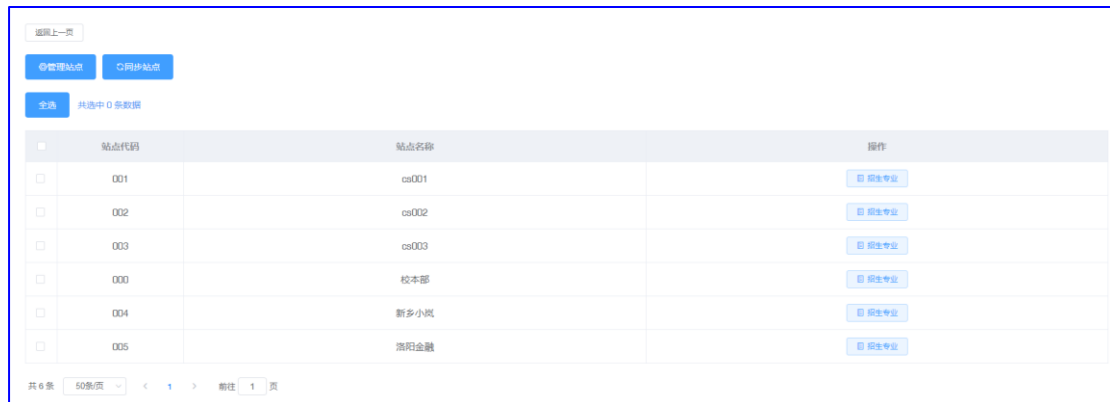 返回上一页
管理站点 同步站点
全选 共选中 0 条数据
站点代码 站点名称 操作
001 cs001 招生专业
002 cs002 招生专业
003 cs003 招生专业
000 校本部 招生专业
004 新乡小岚 招生专业
005 洛阳金融 招生专业
共 6 条 50条/页 < 1 > 前往 1 页